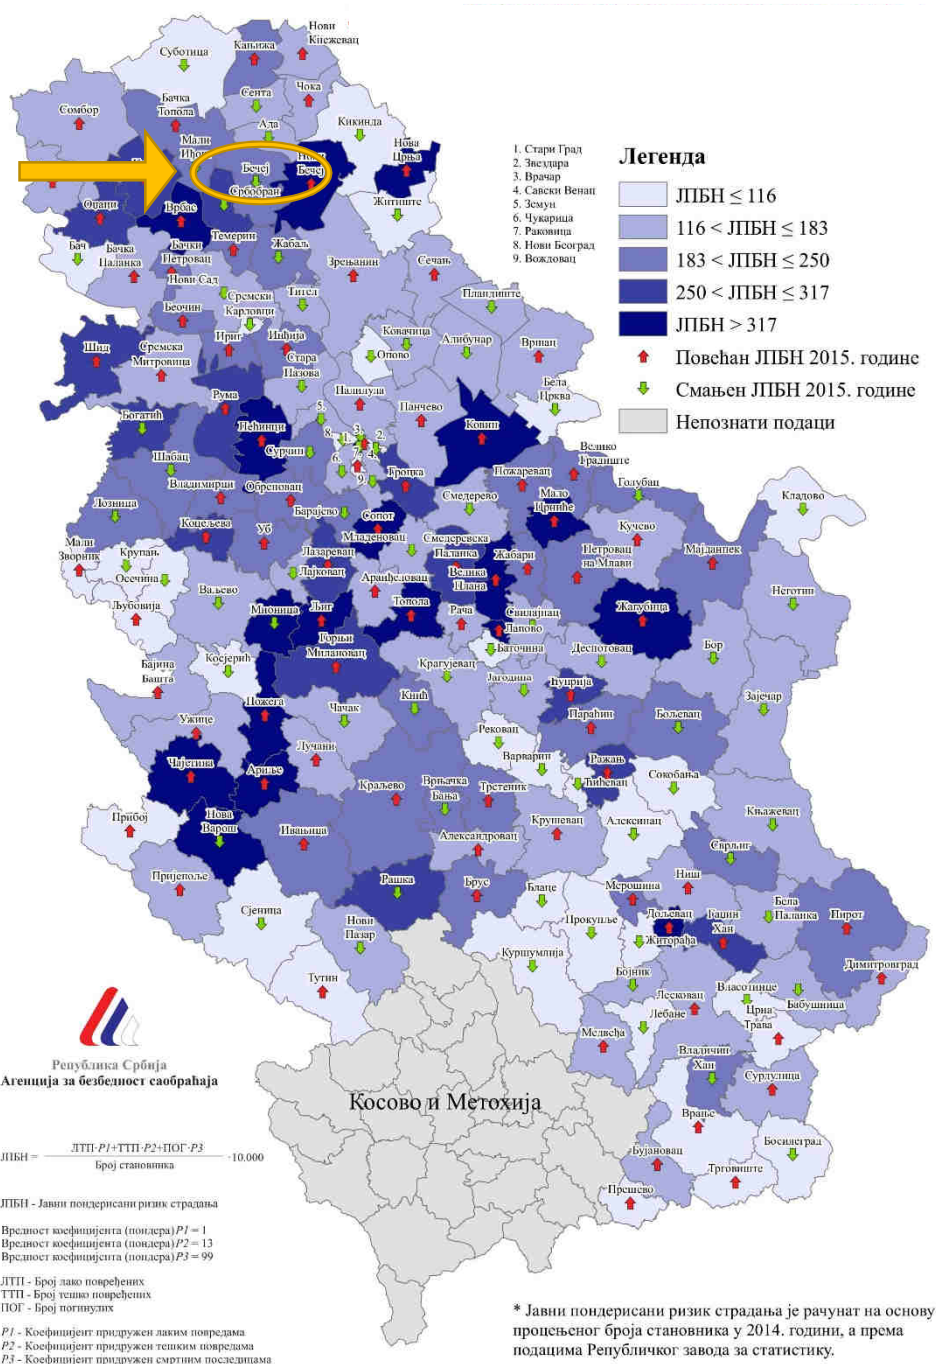 Суботица
Кањижа
Нови
Кнежевац
Сомбор
Бачка
Топола
Сента
Чока
Ада
Кикинда
Мали
Нова
Црња
Бечеј
Бечеј
Србобран
Житиште
Оџаци
Врбас
Темерин
Бач
Бачка
Паланка
Бачки
Петровац
Жабаљ
Зрењанин
Сечањ
Нови Сад
Сремски
Карловци
Тител
Пландиште
Беочин
Ириг
Инђија
Ковачица
Опово
Алибунар
Вршац
Шид
Сремска
Митровица
Стара
Пазова
Бела
Црква
Рума
Палилула
Панчево
Богатић
Пећинци
Ковин
5.
8.
3.
1.
2.
7.
4.
6.
9.
Шабац
Сурчин
Гроцка
Велико
Градиште
Владимирци
Обреновац
Пожаревац
Голубац
Лозница
Барајево
Смедерево
Мало
Црниће
Кладово
Коцељева
Уб
Сопот
Младеновац
Смедеревска
Паланка
Кучево
Мали
Зворник
Крупањ
Осечина
Лазаревац
Лајковац
Жабари
Петровац
на Млави
Мајданпек
Ваљево
Аранђеловац
Велика
Плана
Неготин
Љубовија
Мионица
Љиг
Топола
Рача
Свилајнац
Жагубица
Лапово
Горњи
Милановац
Баточина
Бор
Бајина
Башта
Косјерић
Крагујевац
Деспотовац
Јагодина
Пожега
Чачак
Кнић
Ћуприја
Зајечар
Ужице
Параћин
Бољевац
Лучани
Рековац
Чајетина
Ариље
Варварин
Ражањ
Сокобања
Краљево
Врњачка
Бања
Трстеник
Ћићевац
Прибој
Нова
Варош
Ивањица
Александровац
Крушевац
Алексинац
Књажевац
Сврљиг
Пријепоље
Рашка
Брус
Блаце
Мерошина
Ниш
Сјеница
Нови
Пазар
Прокупље
Дољевац
Гаџин
Хан
Бела
Паланка
Пирот
Житорађа
Куршумлија
Димитровград
Тутин
Бојник
Власотинце
Бабушница
Лесковац
Лебане
Црна
Трава
Медвеђа
Владичин
Хан
Сурдулица
Врање
Бујановац
Босилеград
Трговиште
Прешево
Косово и Метохија
1. Стари Град
2. Звездара
3. Врачар
4. Савски Венац
5. Земун
6. Чукарица
7. Раковица
8. Нови Београд
9. Вождовац
Легенда
ЈПБН ≤ 116
116 < ЈПБН ≤ 183
183 < ЈПБН ≤ 250
250 < ЈПБН ≤ 317
ЈПБН > 317
Повећан ЈПБН 2015. године
Смањен ЈПБН 2015. године
Непознати подаци
Република Србија
Агенција за безбедност саобраћаја
ЈПБН = ЛТП·P1+ТТП·P2+ПОГ·P3
Број становника
·10.000
ЈПБН - Јавни пондерисани ризик страдања
Вредност коефицијента (пондера) P1 = 1
Вредност коефицијента (пондера) P2 = 13
Вредност коефицијента (пондера) P3 = 99
ЛТП - Број лако повређених
ТТП - Број тешко повређених
ПОГ - Број погинулих
P1 - Коефицијент придружен лаким повредама
P2 - Коефицијент придружен тешким повредама
P3 - Коефицијент придружен смртним последицама
* Јавни пондерисани ризик страдања је рачунат на основу
процењеног броја становника у 2014. години, а према
подацима Републичког завода за статистику.